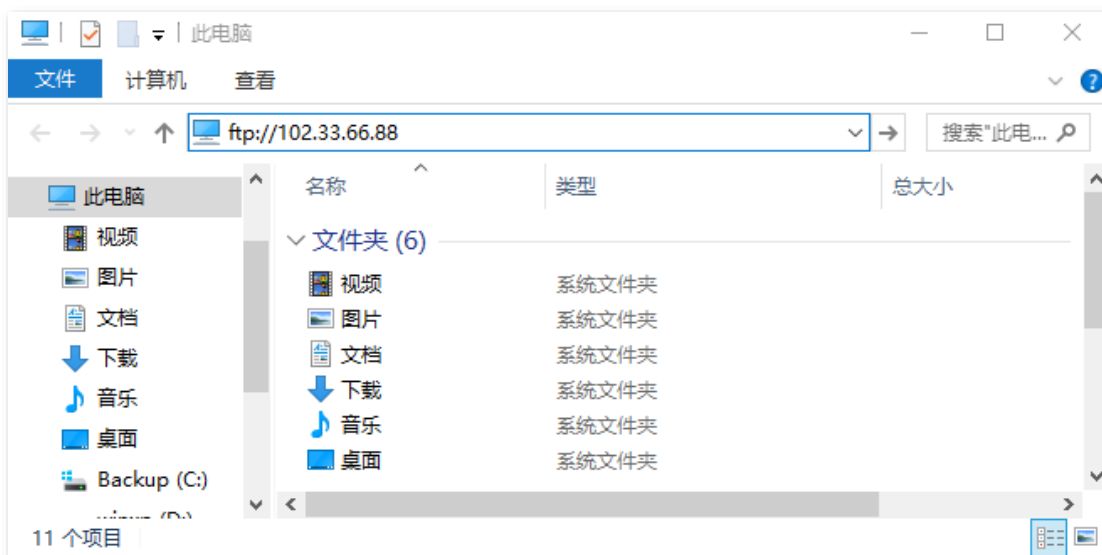 此电脑
文件 计算机 查看
ftp://102.33.66.88 搜索"此电...
此电脑
视频
图片
文档
下载
音乐
桌面
Backup (C:)
名称 类型 总大小
文件夹 (6)
视频 系统文件夹
图片 系统文件夹
文档 系统文件夹
下载 系统文件夹
音乐 系统文件夹
桌面 系统文件夹
11 个项目